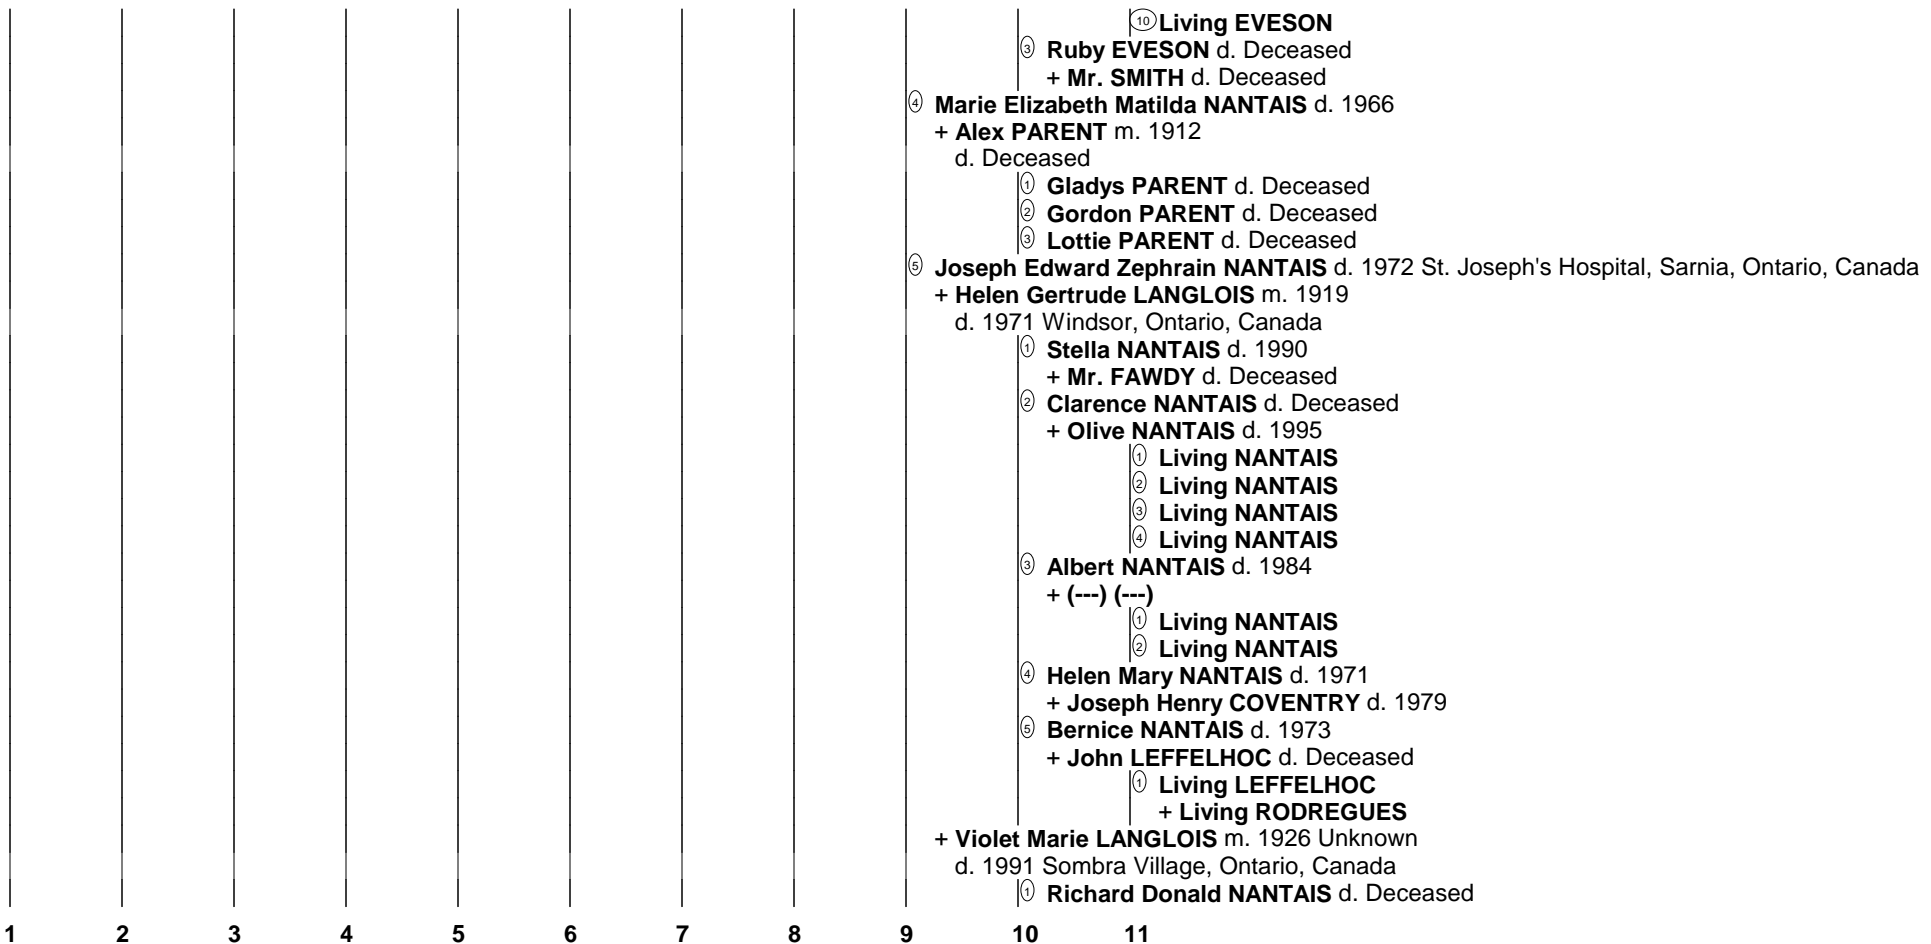 10 Living EVESON
3 Ruby EVESON d. Deceased
+ Mr. SMITH d. Deceased
4 Marie Elizabeth Matilda NANTAIS d. 1966
+ Alex PARENT m. 1912
d. Deceased
1 Gladys PARENT d. Deceased
2 Gordon PARENT d. Deceased
3 Lottie PARENT d. Deceased
5 Joseph Edward Zephrain NANTAIS d. 1972 St. Joseph's Hospital, Sarnia, Ontario, Canada
+ Helen Gertrude LANGLOIS m. 1919
d. 1971 Windsor, Ontario, Canada
1 Stella NANTAIS d. 1990
+ Mr. FAWDY d. Deceased
2 Clarence NANTAIS d. Deceased
+ Olive NANTAIS d. 1995
1 Living NANTAIS
2 Living NANTAIS
3 Living NANTAIS
4 Living NANTAIS
3 Albert NANTAIS d. 1984
+ (---) (---)
1 Living NANTAIS
2 Living NANTAIS
4 Helen Mary NANTAIS d. 1971
+ Joseph Henry COVENTRY d. 1979
5 Bernice NANTAIS d. 1973
+ John LEFFELHOC d. Deceased
1 Living LEFFELHOC
+ Living RODREGUES
+ Violet Marie LANGLOIS m. 1926 Unknown
d. 1991 Sombra Village, Ontario, Canada
1 Richard Donald NANTAIS d. Deceased
1 2 3 4 5 6 7 8 9 10 11